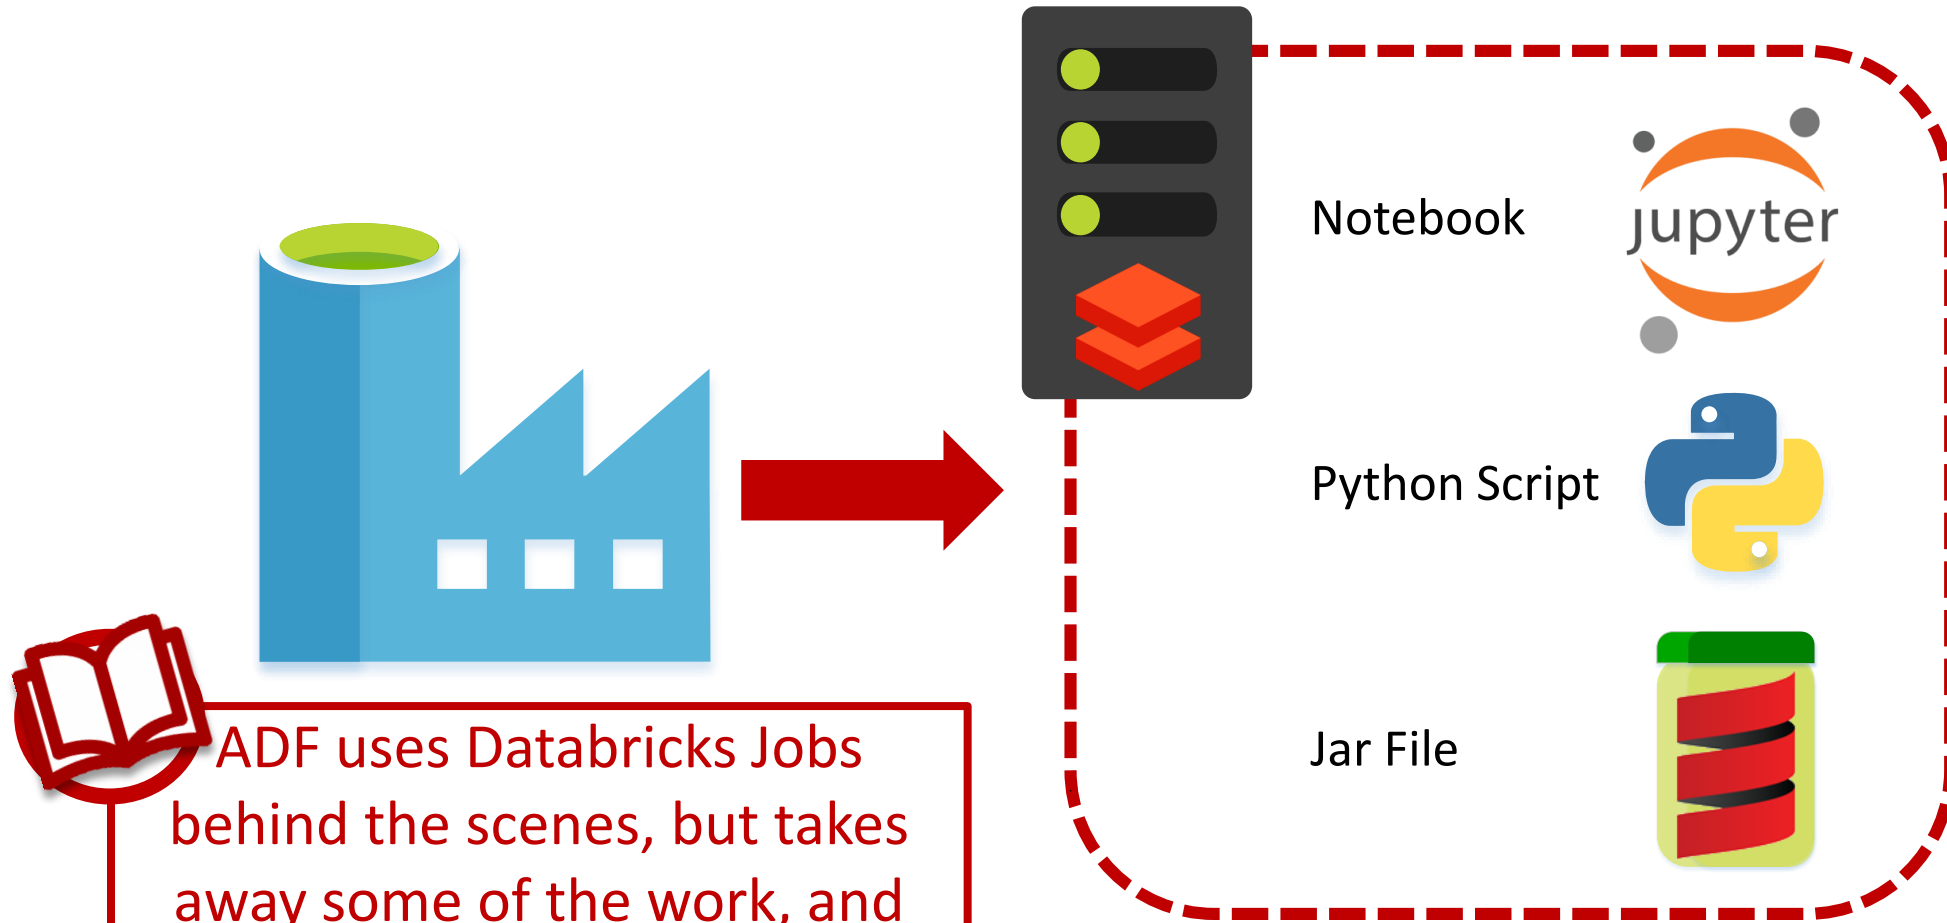 Notebook
jupyter
Python Script
Jar File
ADF uses Databricks Jobs
behind the scenes, but takes
away some of the work, and